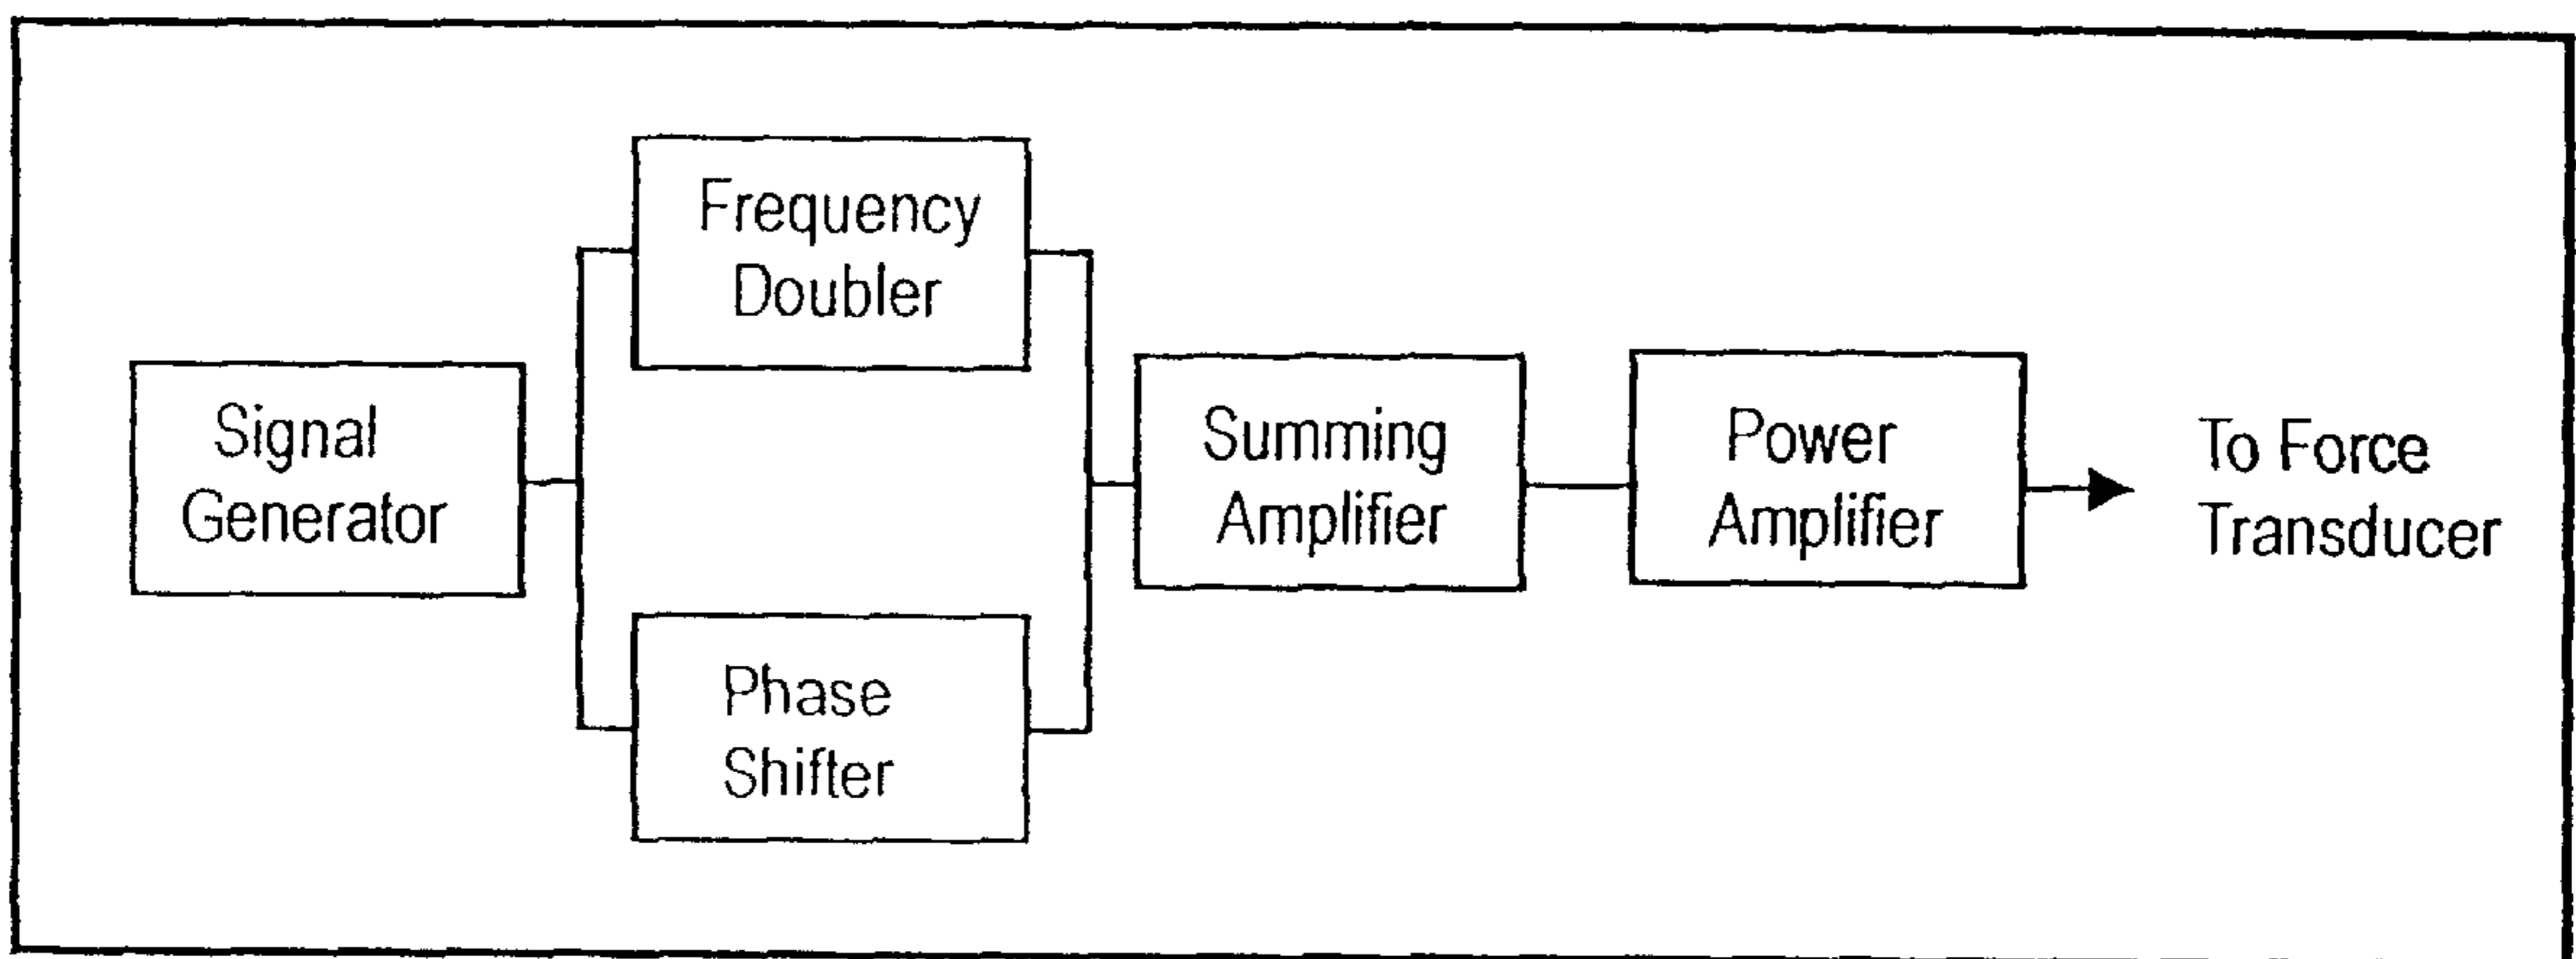 Frequency
Doubler
Signal
Generator
Summing
Amplifier
Power
Amplifier
To Force
Transducer
Phase
Shifter